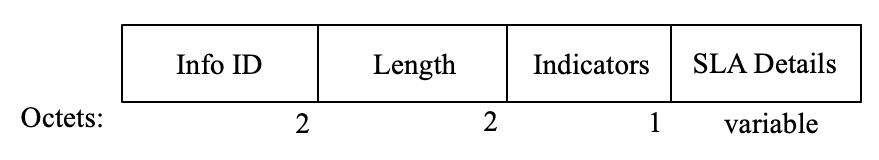 Info ID Length Indicators SLA Details
Octets: 2 2 1 variable